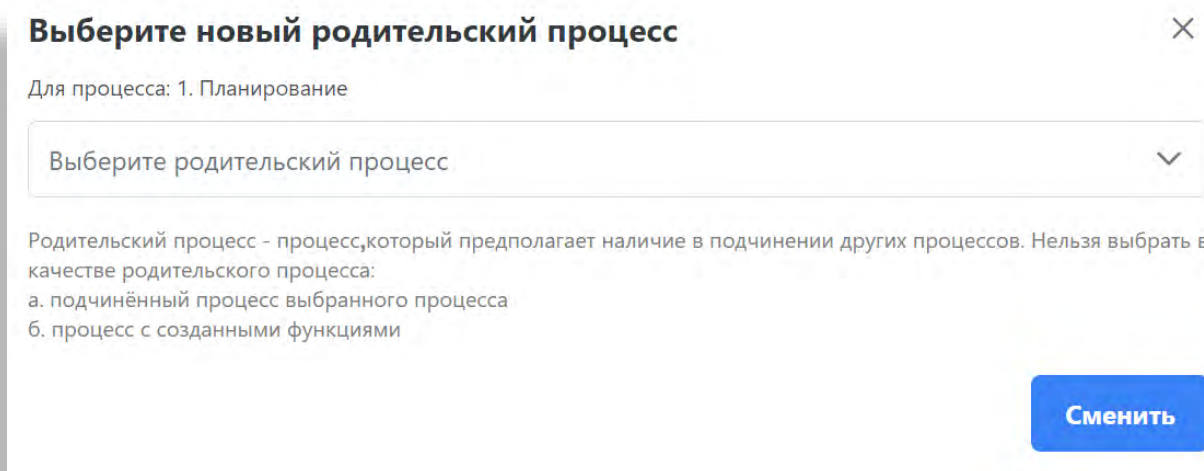 Выберите новый родительский процесс
Для процесса: 1. Планирование
Выберите родительский процесс
Родительский процесс - процесс,который предполагает наличие в подчинении других процессов. Нельзя выбрать в
качестве родительского процесса:
а. подчинённый процесс выбранного процесса
б. процесс с созданными функциями
Сменить